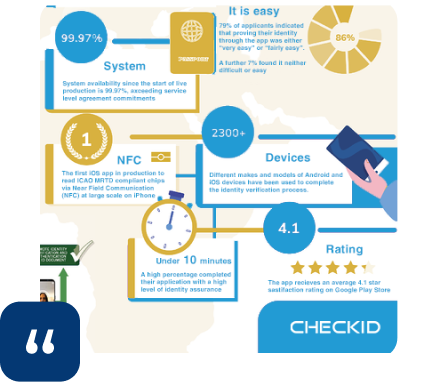 It is easy
79% of applicants indicated
that proving their identity
through the app was either
"very easy" or "fairly easy".
A further 7% found it neither
difficult or easy
86%
99.97%
PASSPORT
System
System availability since the start of live
production is 99.97%, exceeding service
level agreement commitments
1
NFC
The first iOS app in production to
read ICAO MRTD compliant chips
via Near Field Communication
(NFC) at large scale on iPhone
2300+
Devices
Different makes and models of Android and
iOS devices have been used to complete
the identity verification process.
Under 10 minutes
A high percentage completed
their application with a high
level of identity assurance
4.1
Rating
The app recieves an average 4.1 star
sastifaction rating on Google Play Store
CHECKID
“